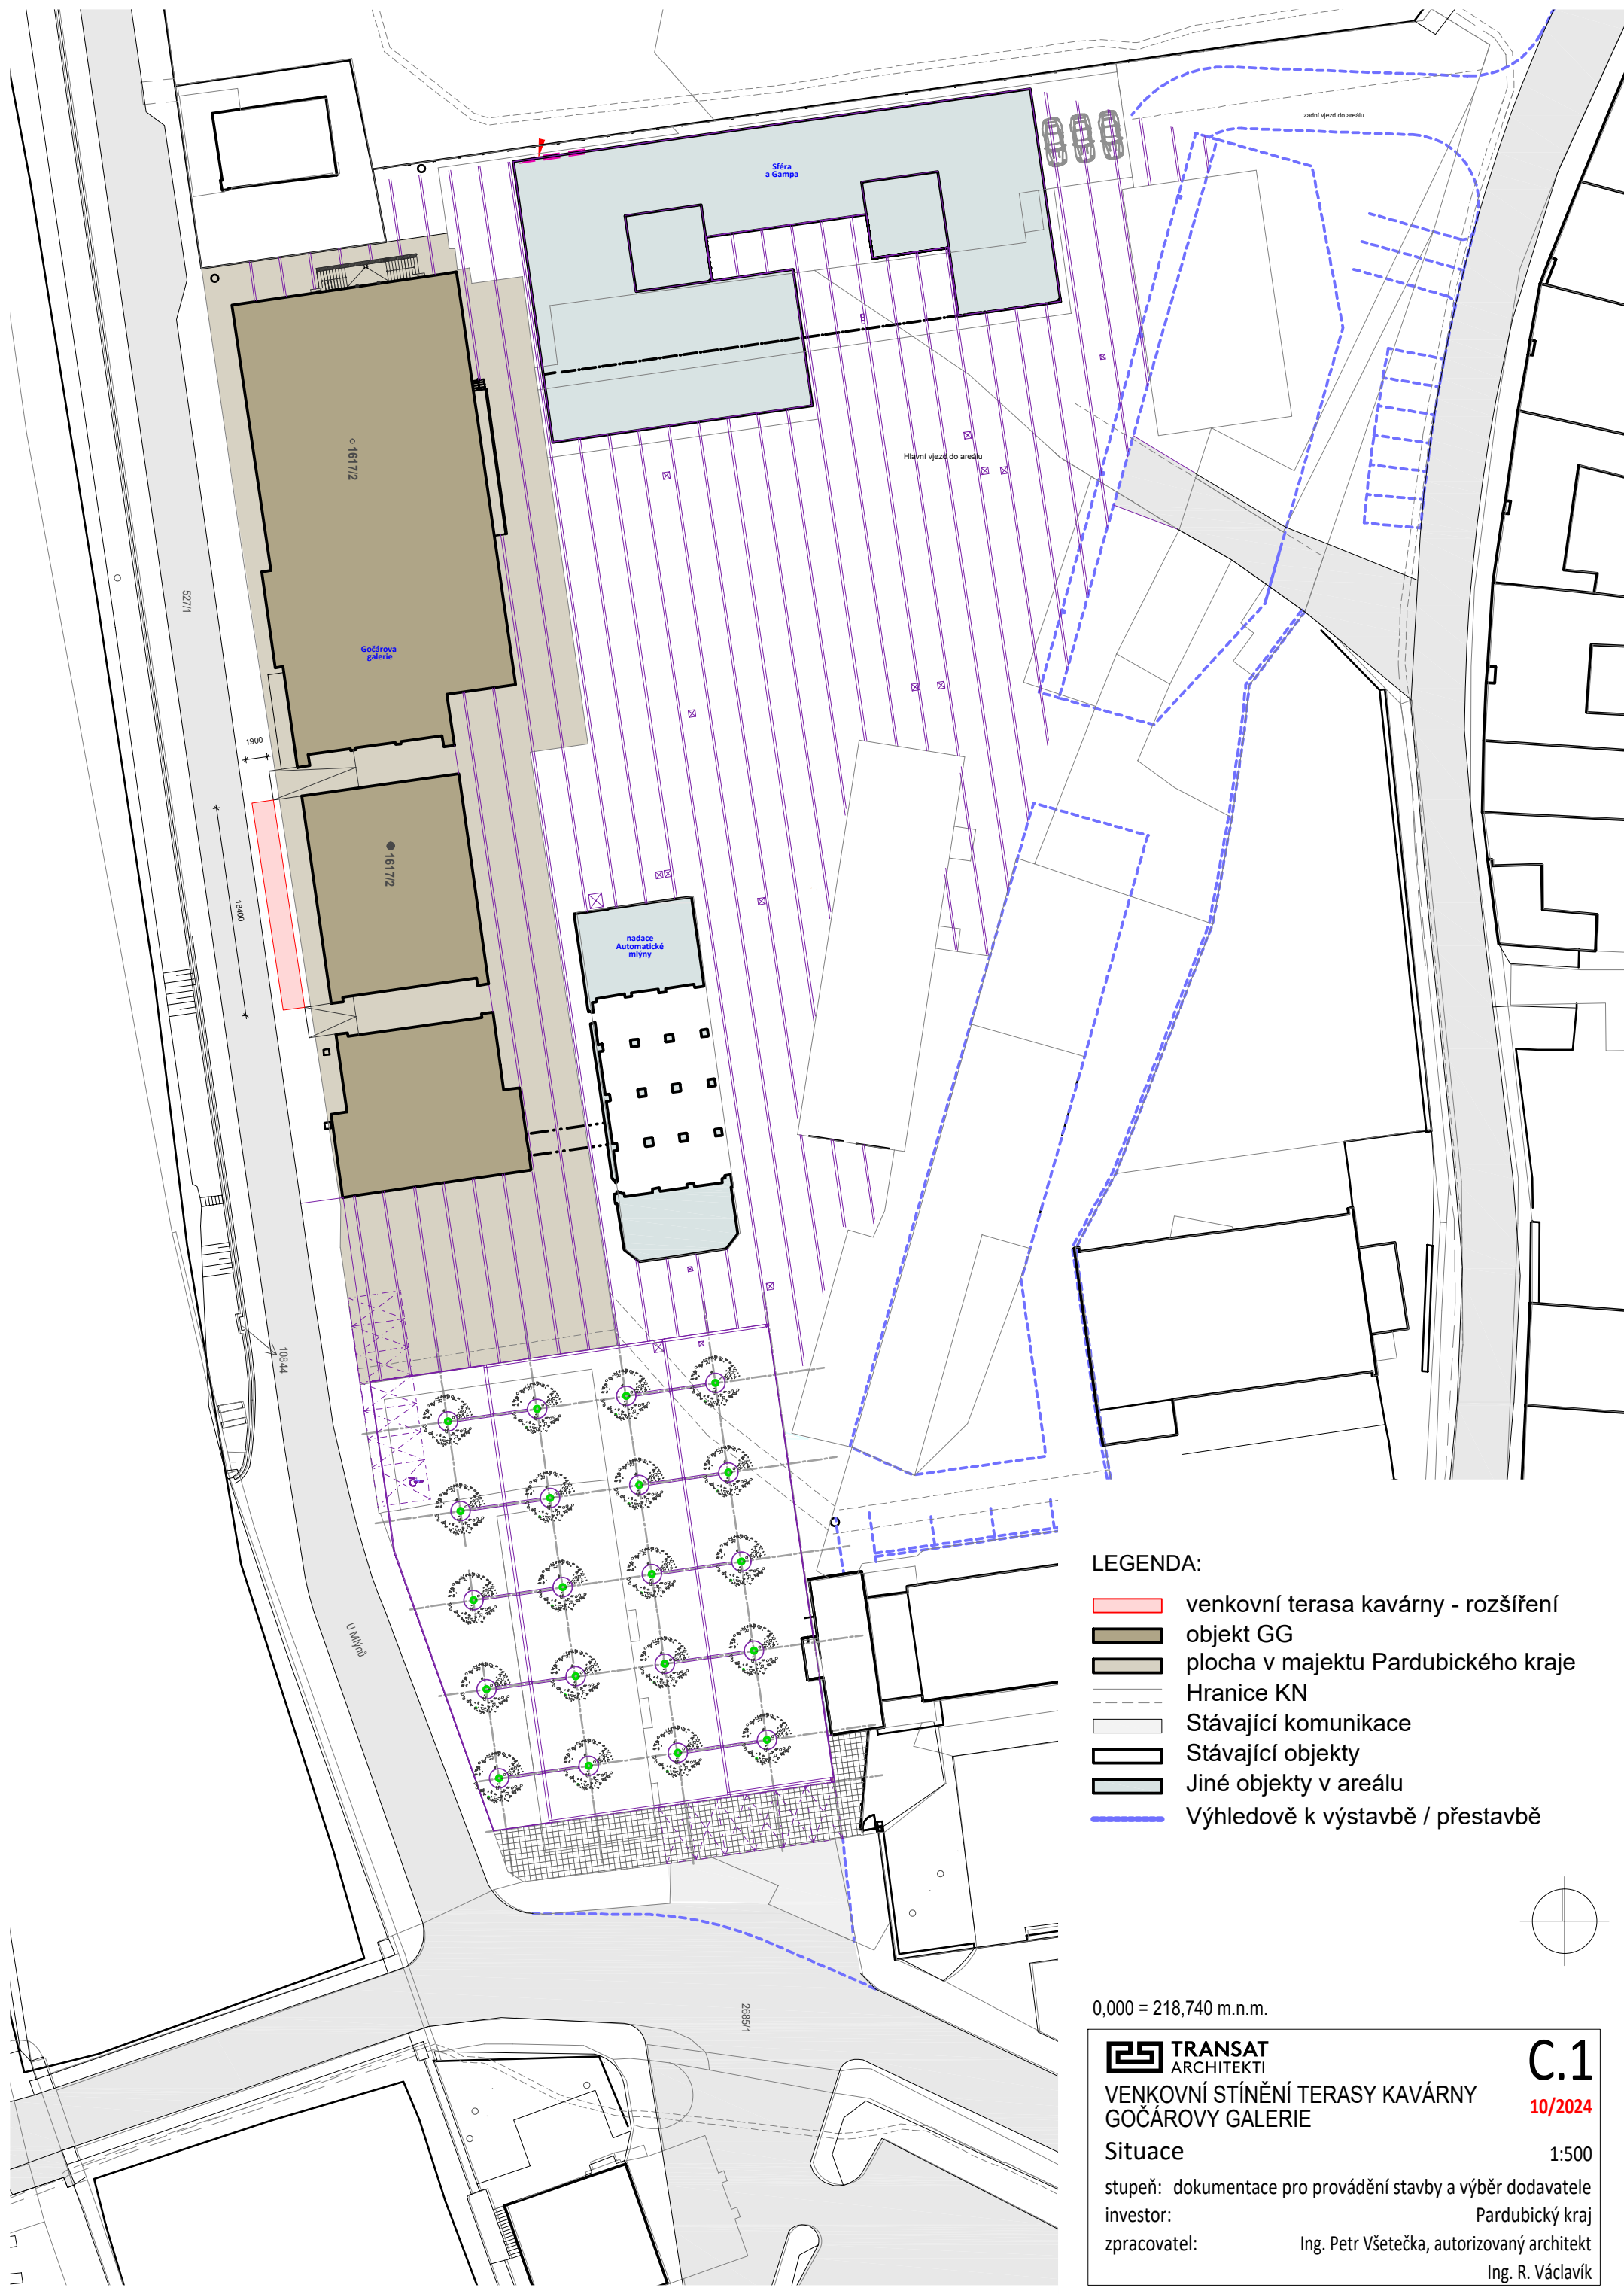 zadní vjezd do areálu
Sféra
a Gampa
1617/2
Hlavní vjezd do areálu
527/1
Gočárova
galerie
1900
1617/2
18400
nadace
Automatické
mlýny
10844
U Mlýnů
2685/1
LEGENDA:
venkovní terasa kavárny - rozšíření
objekt GG
plocha v majektu Pardubického kraje
Hranice KN
Stávající komunikace
Stávající objekty
Jiné objekty v areálu
Výhledově k výstavbě / přestavbě
0,000 = 218,740 m.n.m.
TRANSAT
ARCHITEKTI
C.1
VENKOVNÍ STÍNĚNÍ TERASY KAVÁRNY
GOČÁROVY GALERIE
10/2024
Situace 1:500
stupeň: dokumentace pro provádění stavby a výběr dodavatele
investor: Pardubický kraj
zpracovatel: Ing. Petr Všetečka, autorizovaný architekt
Ing. R. Václavík